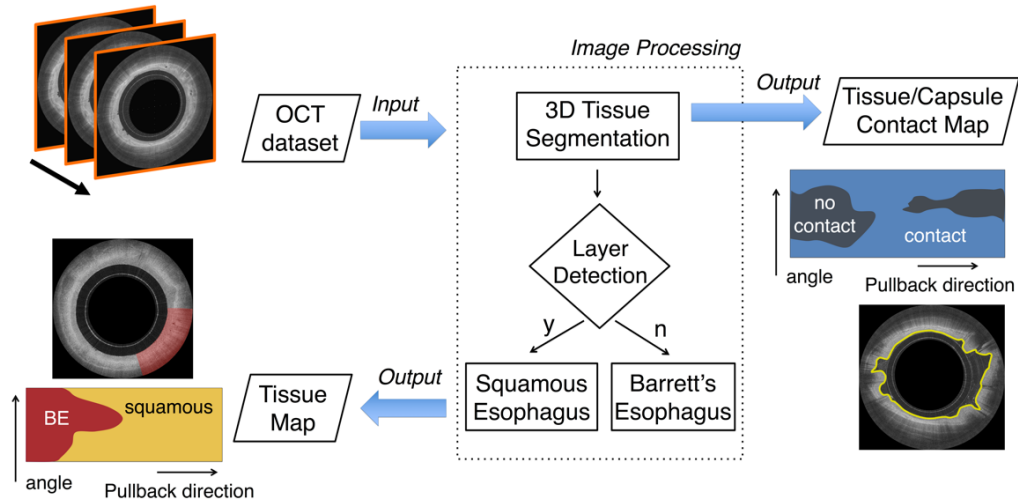 Image Processing
OCT
dataset
Input
3D Tissue
Segmentation
Output
Tissue/Capsule
Contact Map
no
contact
contact
angle
Pullback direction
Layer
Detection
y
n
Squamous
Esophagus
Barrett's
Esophagus
Output
Tissue
Map
BE
squamous
angle
Pullback direction